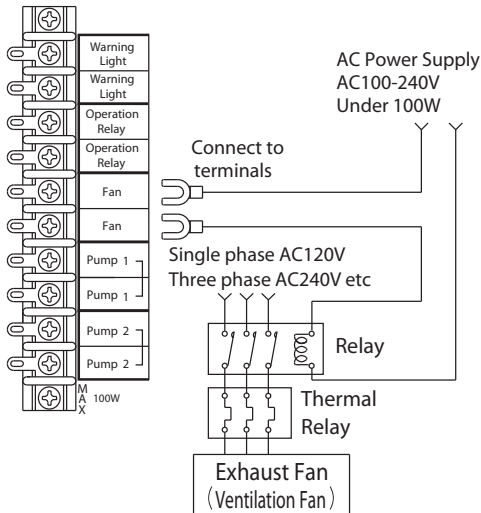 Warning
Light
Warning
Light
Operation
Relay
Operation
Relay
Fan
Fan
Pump 1
Pump 1
Pump 2
Pump 2
MAX 100W
AC Power Supply
AC100-240V
Under 100W
Connect to
terminals
Single phase AC120V
Three phase AC240V etc
Relay
Thermal
Relay
Exhaust Fan
(Ventilation Fan)